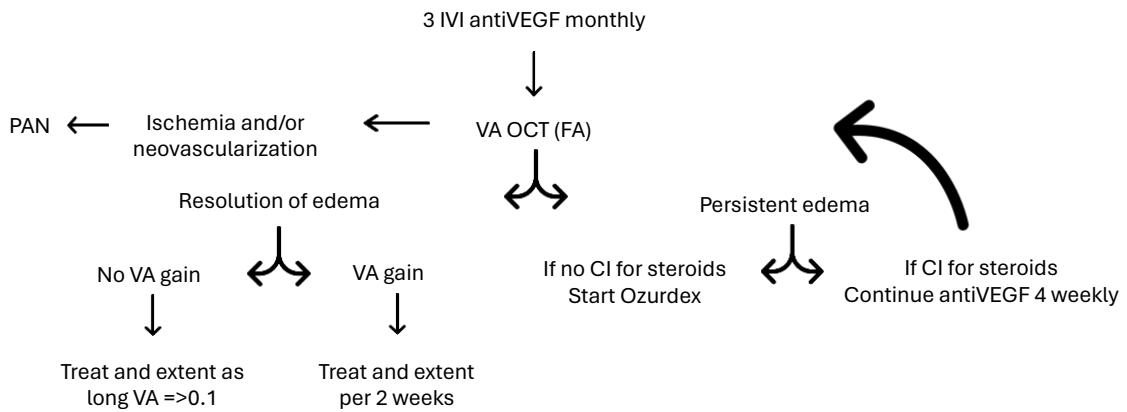 3 IVI antiVEGF monthly
PAN
Ischemia and/or
neovascularization
VA OCT (FA)
Resolution of edema
Persistent edema
No VA gain
VA gain
If no CI for steroids
Start Ozurdex
If CI for steroids
Continue antiVEGF 4 weekly
Treat and extent as
long VA =>0.1
Treat and extent
per 2 weeks